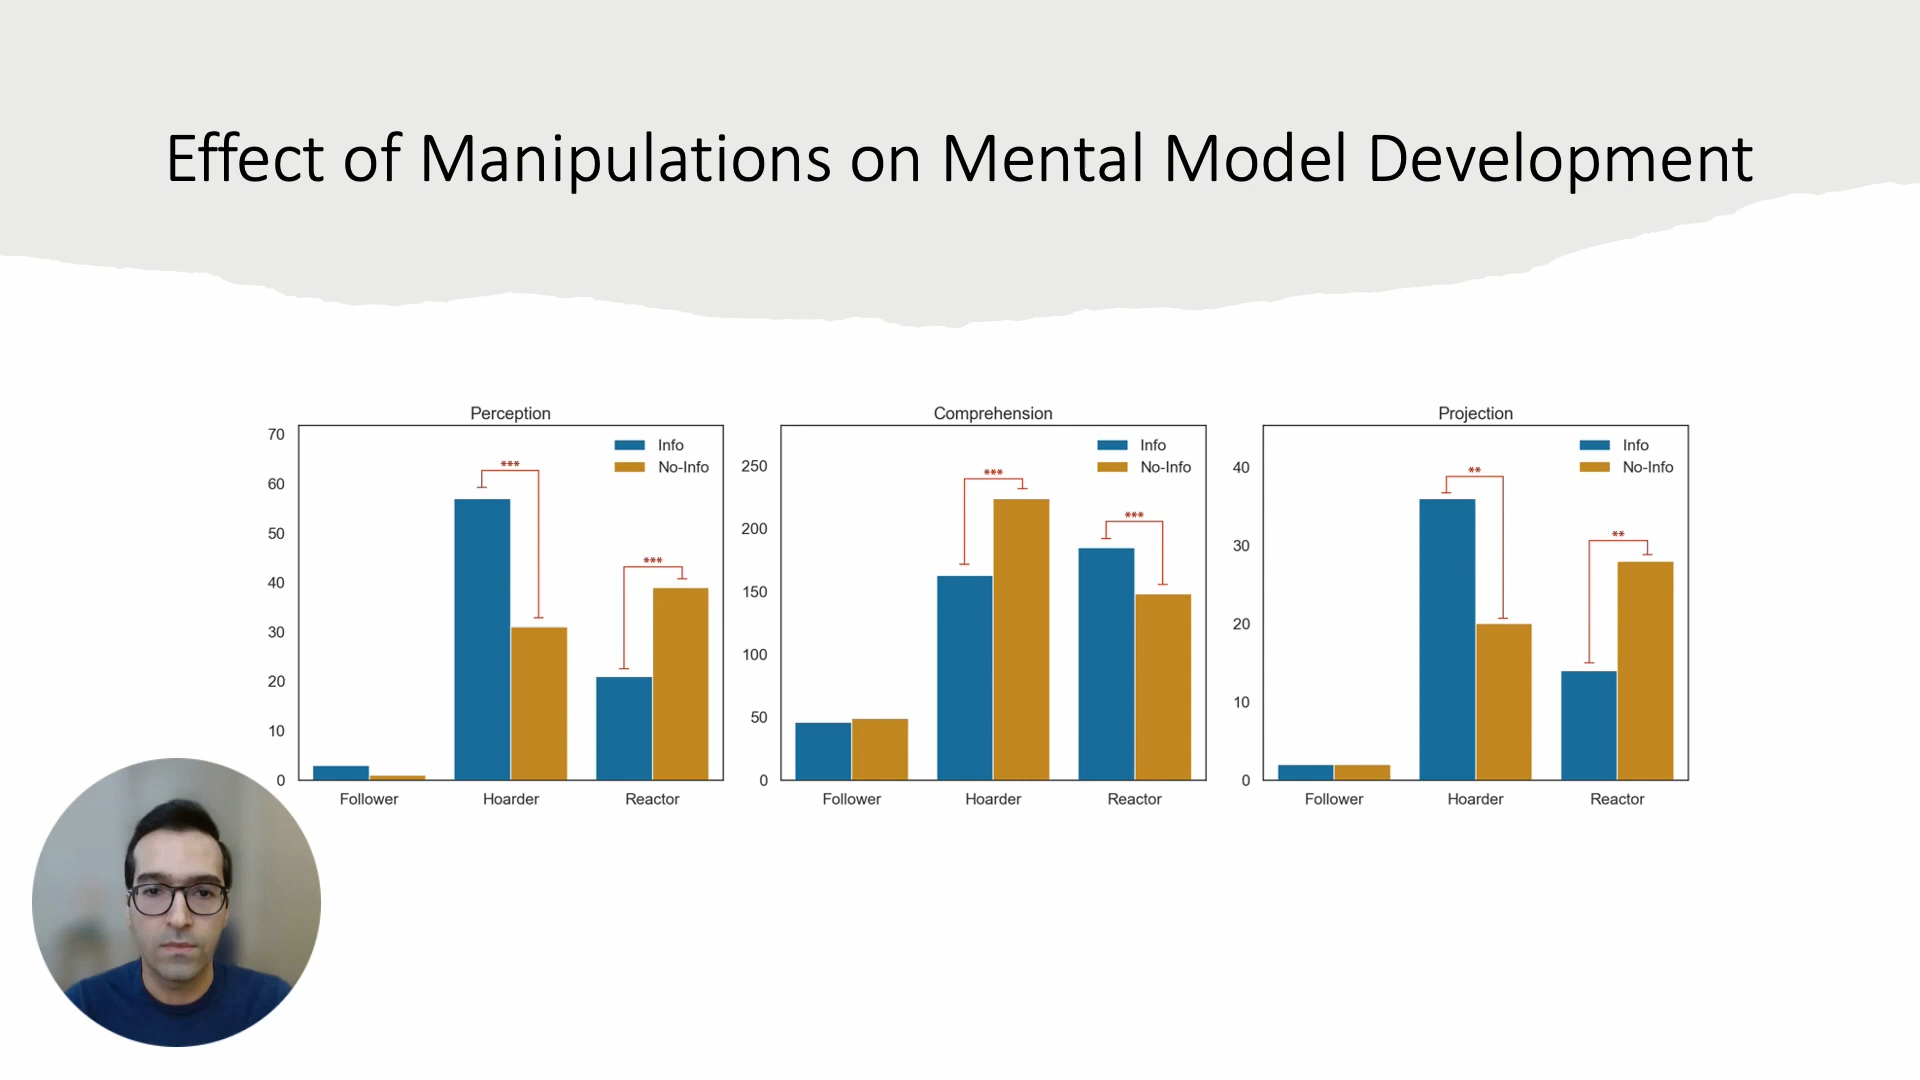 Effect of Manipulations on Mental Model Development
Perception
70
60
50
40
30
20
10
0
Info
No-Info
***
***
Follower Hoarder Reactor
Comprehension
250
200
150
100
50
0
Info
No-Info
***
***
Follower Hoarder Reactor
Projection
40
30
20
10
0
Info
No-Info
**
**
Follower Hoarder Reactor